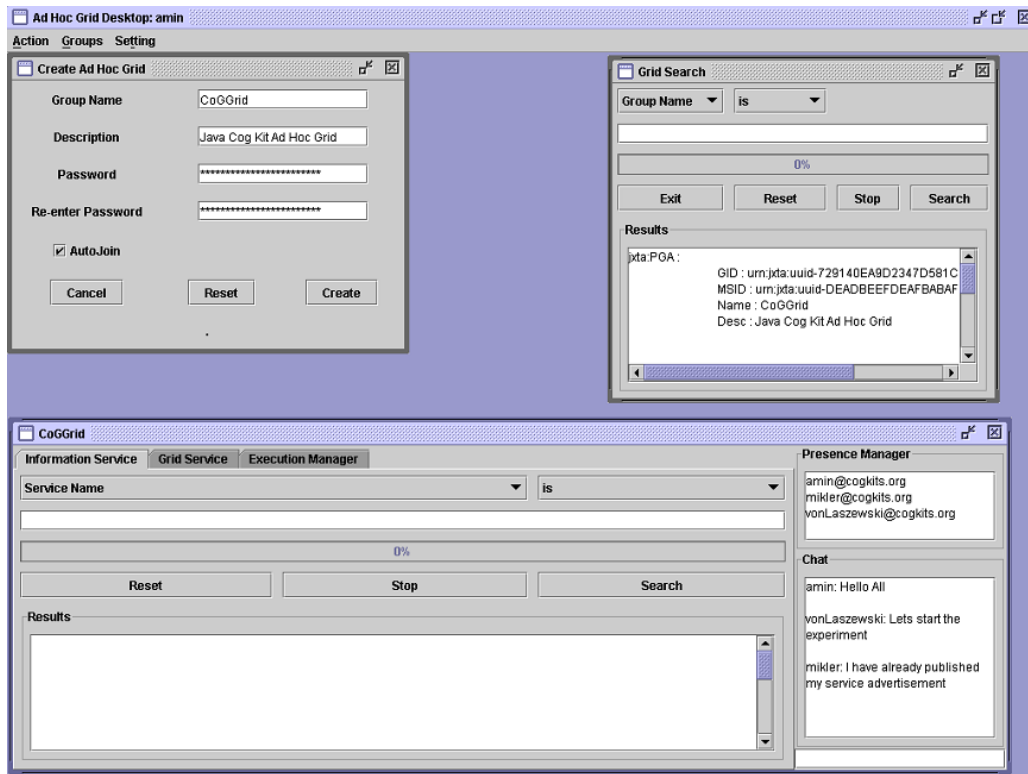 Ad Hoc Grid Desktop: amin
Action Groups Setting
Create Ad Hoc Grid
Group Name CoGGrid
Description Java Cog Kit Ad Hoc Grid
Password ************************
Re-enter Password ************************
AutoJoin
Cancel Reset Create
Grid Search
Group Name is
0%
Exit Reset Stop Search
Results
jxta:PGA :
GID : urn:jxta:uuid-729140EA9D2347D581C
MSID : urn:jxta:uuid-DEADBEEFDEAFBABAF
Name : CoGGrid
Desc : Java Cog Kit Ad Hoc Grid
CoGGrid
Information Service Grid Service Execution Manager
Service Name is
0%
Reset Stop Search
Results
Presence Manager
amin@cogkits.org
mikler@cogkits.org
vonLaszewski@cogkits.org
Chat
amin: Hello All
vonLaszewski: Lets start the
experiment
mikler: I have already published
my service advertisement